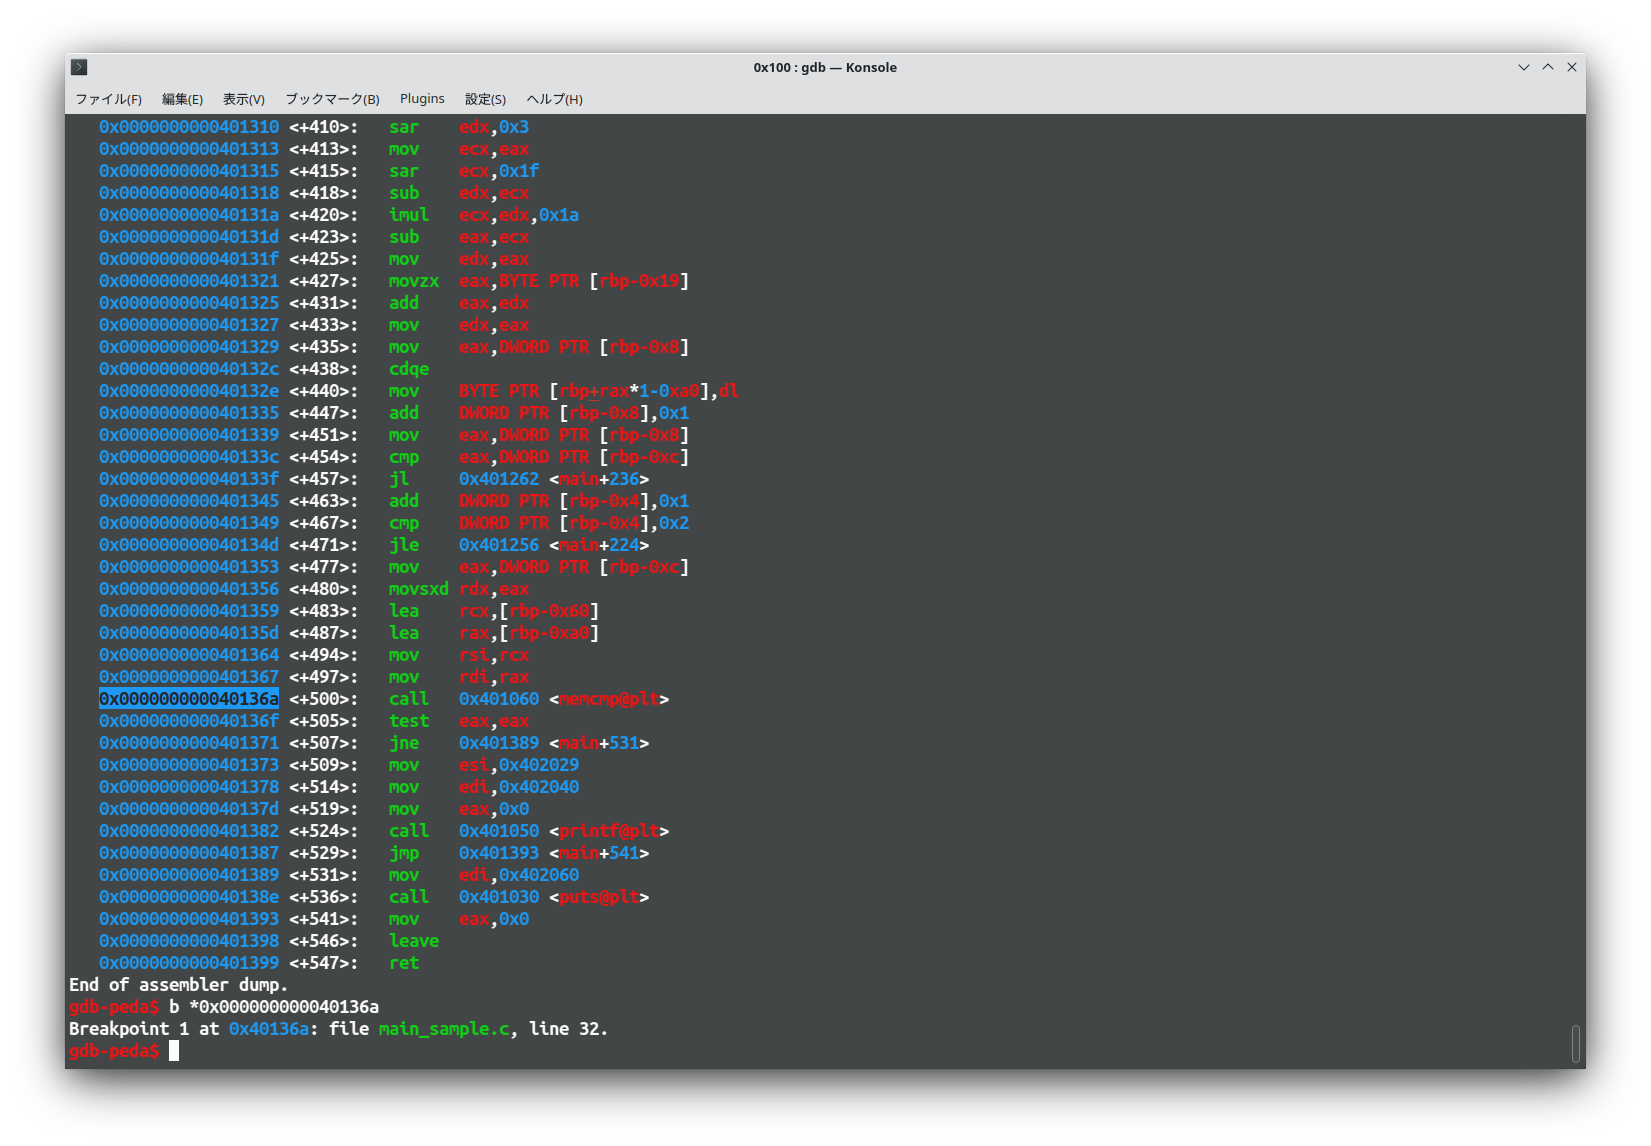 0x100 : gdb — Konsole
ファイル(F) 編集(E) 表示(V) ブックマーク(B) Plugins 設定(S) ヘルプ(H)
0x0000000000401310 <+410>: sar edx,0x3
0x0000000000401313 <+413>: mov ecx,eax
0x0000000000401315 <+415>: sar ecx,0x1f
0x0000000000401318 <+418>: sub edx,ecx
0x000000000040131a <+420>: imul ecx,edx,0x1a
0x000000000040131d <+423>: sub eax,ecx
0x000000000040131f <+425>: mov edx,eax
0x0000000000401321 <+427>: movzx eax,BYTE PTR [rbp-0x19]
0x0000000000401325 <+431>: add eax,edx
0x0000000000401327 <+433>: mov edx,eax
0x0000000000401329 <+435>: mov eax,DWORD PTR [rbp-0x8]
0x000000000040132c <+438>: cdqe
0x000000000040132e <+440>: mov BYTE PTR [rbp+rax*1-0xa0],dl
0x0000000000401335 <+447>: add DWORD PTR [rbp-0x8],0x1
0x0000000000401339 <+451>: mov eax,DWORD PTR [rbp-0x8]
0x000000000040133c <+454>: cmp eax,DWORD PTR [rbp-0xc]
0x000000000040133f <+457>: jl 0x401262 <main+236>
0x0000000000401345 <+463>: add DWORD PTR [rbp-0x4],0x1
0x0000000000401349 <+467>: cmp DWORD PTR [rbp-0x4],0x2
0x000000000040134d <+471>: jle 0x401256 <main+224>
0x0000000000401353 <+477>: mov eax,DWORD PTR [rbp-0xc]
0x0000000000401356 <+480>: movsxd rdx,eax
0x0000000000401359 <+483>: lea rcx,[rbp-0x60]
0x000000000040135d <+487>: lea rax,[rbp-0xa0]
0x0000000000401364 <+494>: mov rsi,rcx
0x0000000000401367 <+497>: mov rdi,rax
0x000000000040136a <+500>: call 0x401060 <memcmp@plt>
0x000000000040136f <+505>: test eax,eax
0x0000000000401371 <+507>: jne 0x401389 <main+531>
0x0000000000401373 <+509>: mov esi,0x402029
0x0000000000401378 <+514>: mov edi,0x402040
0x000000000040137d <+519>: mov eax,0x0
0x0000000000401382 <+524>: call 0x401050 <printf@plt>
0x0000000000401387 <+529>: jmp 0x401393 <main+541>
0x0000000000401389 <+531>: mov edi,0x402060
0x000000000040138e <+536>: call 0x401030 <puts@plt>
0x0000000000401393 <+541>: mov eax,0x0
0x0000000000401398 <+546>: leave
0x0000000000401399 <+547>: ret
End of assembler dump.
gdb-peda$ b *0x000000000040136a
Breakpoint 1 at 0x40136a: file main_sample.c, line 32.
gdb-peda$